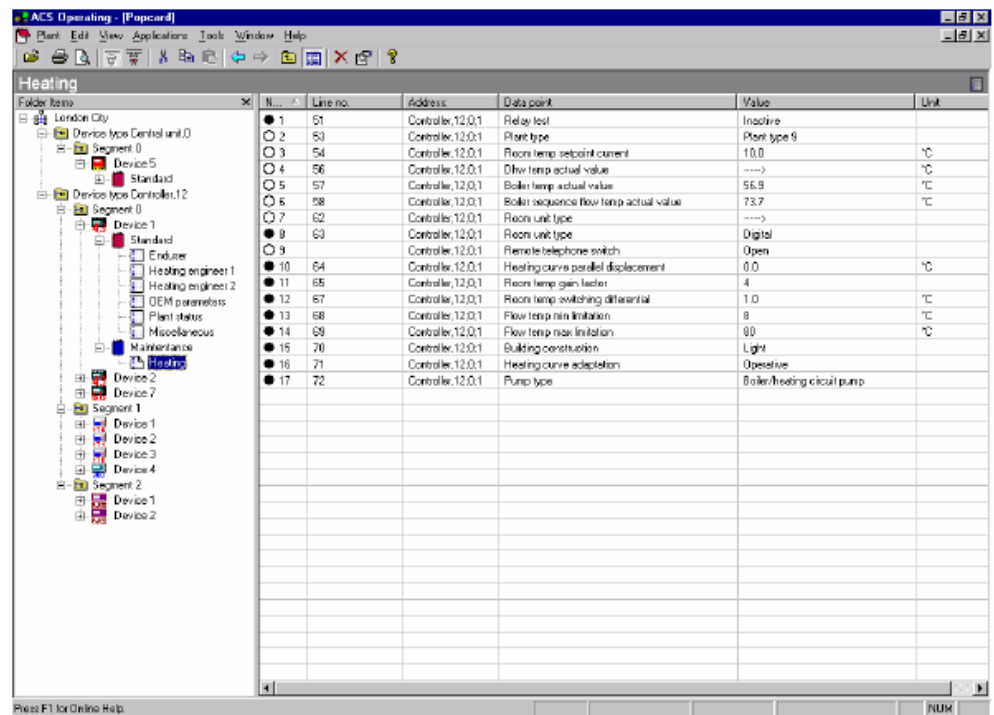 ACS Operating - [Popcard]
Plant Edit View Applications Tools Window Help
Heating
Folder Items
N... Line no. Address Data point Value Unit
London City
Device type Central unit,0
Segment 0
Device 5
Standard
Device type Controller,12
Segment 0
Device 1
Standard
Enduser
Heating engineer 1
Heating engineer 2
OEM parameters
Plant status
Miscellaneous
Maintentance
Heating
Device 2
Device 7
Segment 1
Device 1
Device 2
Device 3
Device 4
Segment 2
Device 1
Device 2
1 51 Controller,12;0;1 Relay test Inactive
2 53 Controller,12;0;1 Plant type Plant type 9
3 54 Controller,12;0;1 Room temp setpoint current 10.0 °C
4 56 Controller,12;0;1 Dhw temp actual value ----> °C
5 57 Controller,12;0;1 Boiler temp actual value 56.9 °C
6 58 Controller,12;0;1 Boiler sequence flow temp actual value 73.7 °C
7 62 Controller,12;0;1 Room unit type ---->
8 63 Controller,12;0;1 Room unit type Digital
9 Controller,12;0;1 Remote telephone switch Open
10 64 Controller,12;0;1 Heating curve parallel displacement 0.0 °C
11 65 Controller,12;0;1 Room temp gain factor 4
12 67 Controller,12;0;1 Room temp switching differential 1.0 °C
13 68 Controller,12;0;1 Flow temp min limitation 8 °C
14 69 Controller,12;0;1 Flow temp max limitation 80 °C
15 70 Controller,12;0;1 Building construction Light
16 71 Controller,12;0;1 Heating curve adaptation Operative
17 72 Controller,12;0;1 Pump type Boiler/heating circuit pump
Press F1 for Online Help. NUM